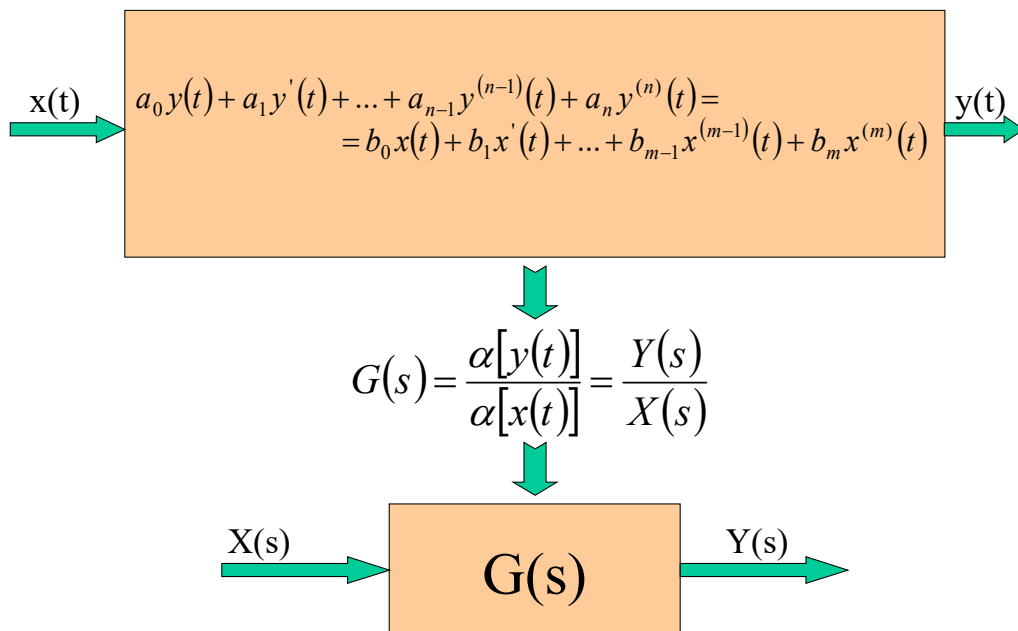 x(t)
a₀y(t) + a₁y'(t) + ... + aₙ₋₁y⁽ⁿ⁻¹⁾(t) + aₙy⁽ⁿ⁾(t) =
= b₀x(t) + b₁x'(t) + ... + bₘ₋₁x⁽ᵐ⁻¹⁾(t) + bₘx⁽ᵐ⁾(t)
y(t)
G(s) = α[y(t)] / α[x(t)] = Y(s) / X(s)
X(s)
G(s)
Y(s)